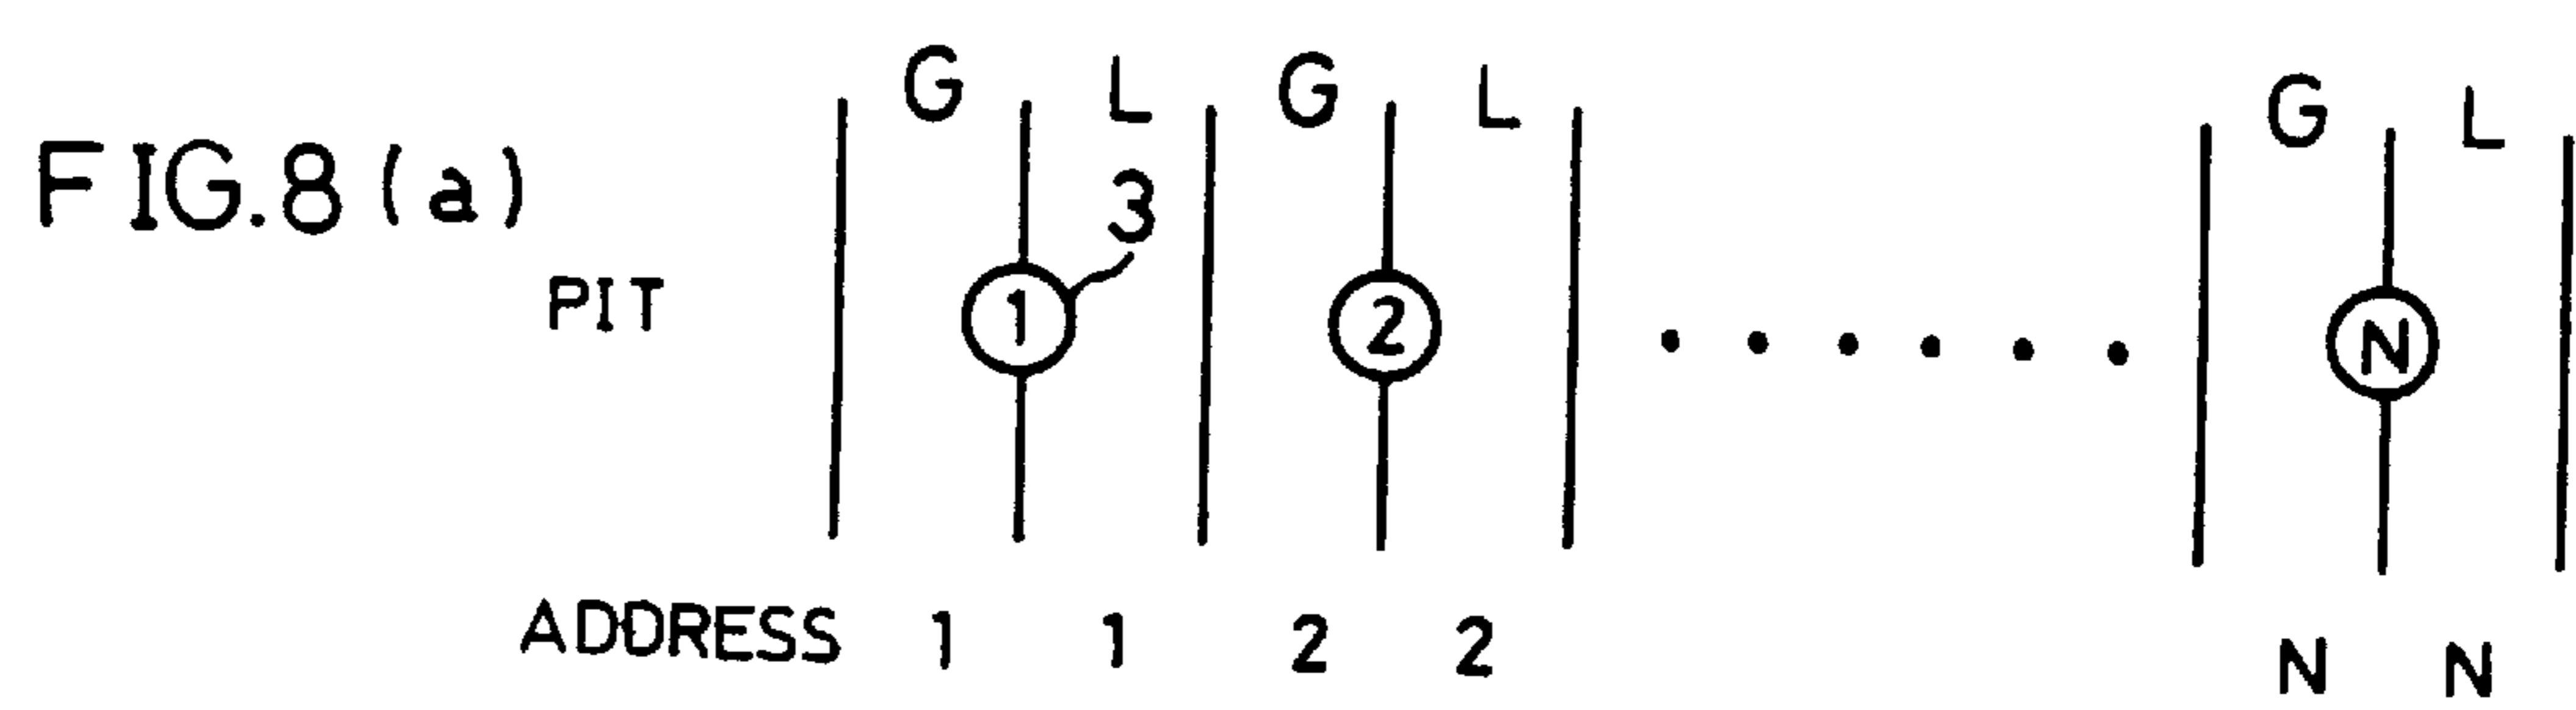 G L G L G L
FIG.8 (a)
3
PIT 1 2 N
ADDRESS 1 1 2 2 N N